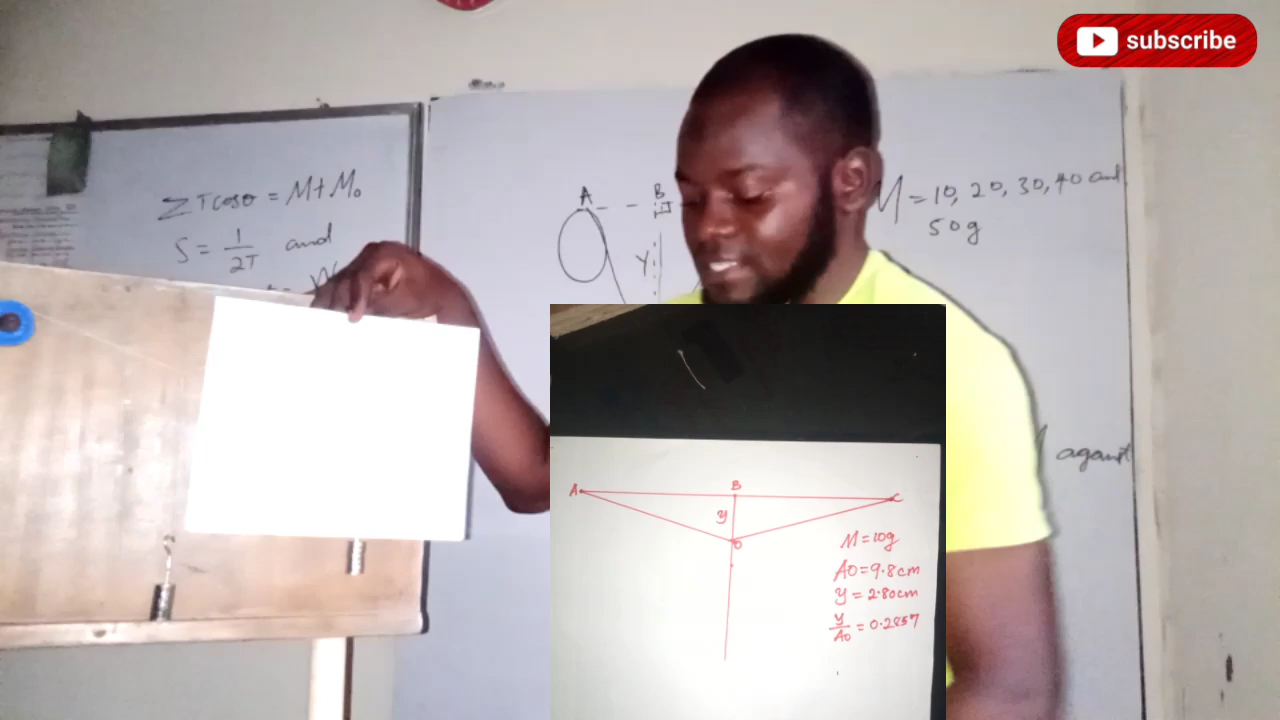 subscribe
ΣTcosθ = M+M₀
S = 1/2T and
A B
Y
M = 10, 20, 30, 40 and
50g
against
A B C
y
O
M = 10g
AO = 9.8cm
y = 2.80cm
y/AO = 0.2857